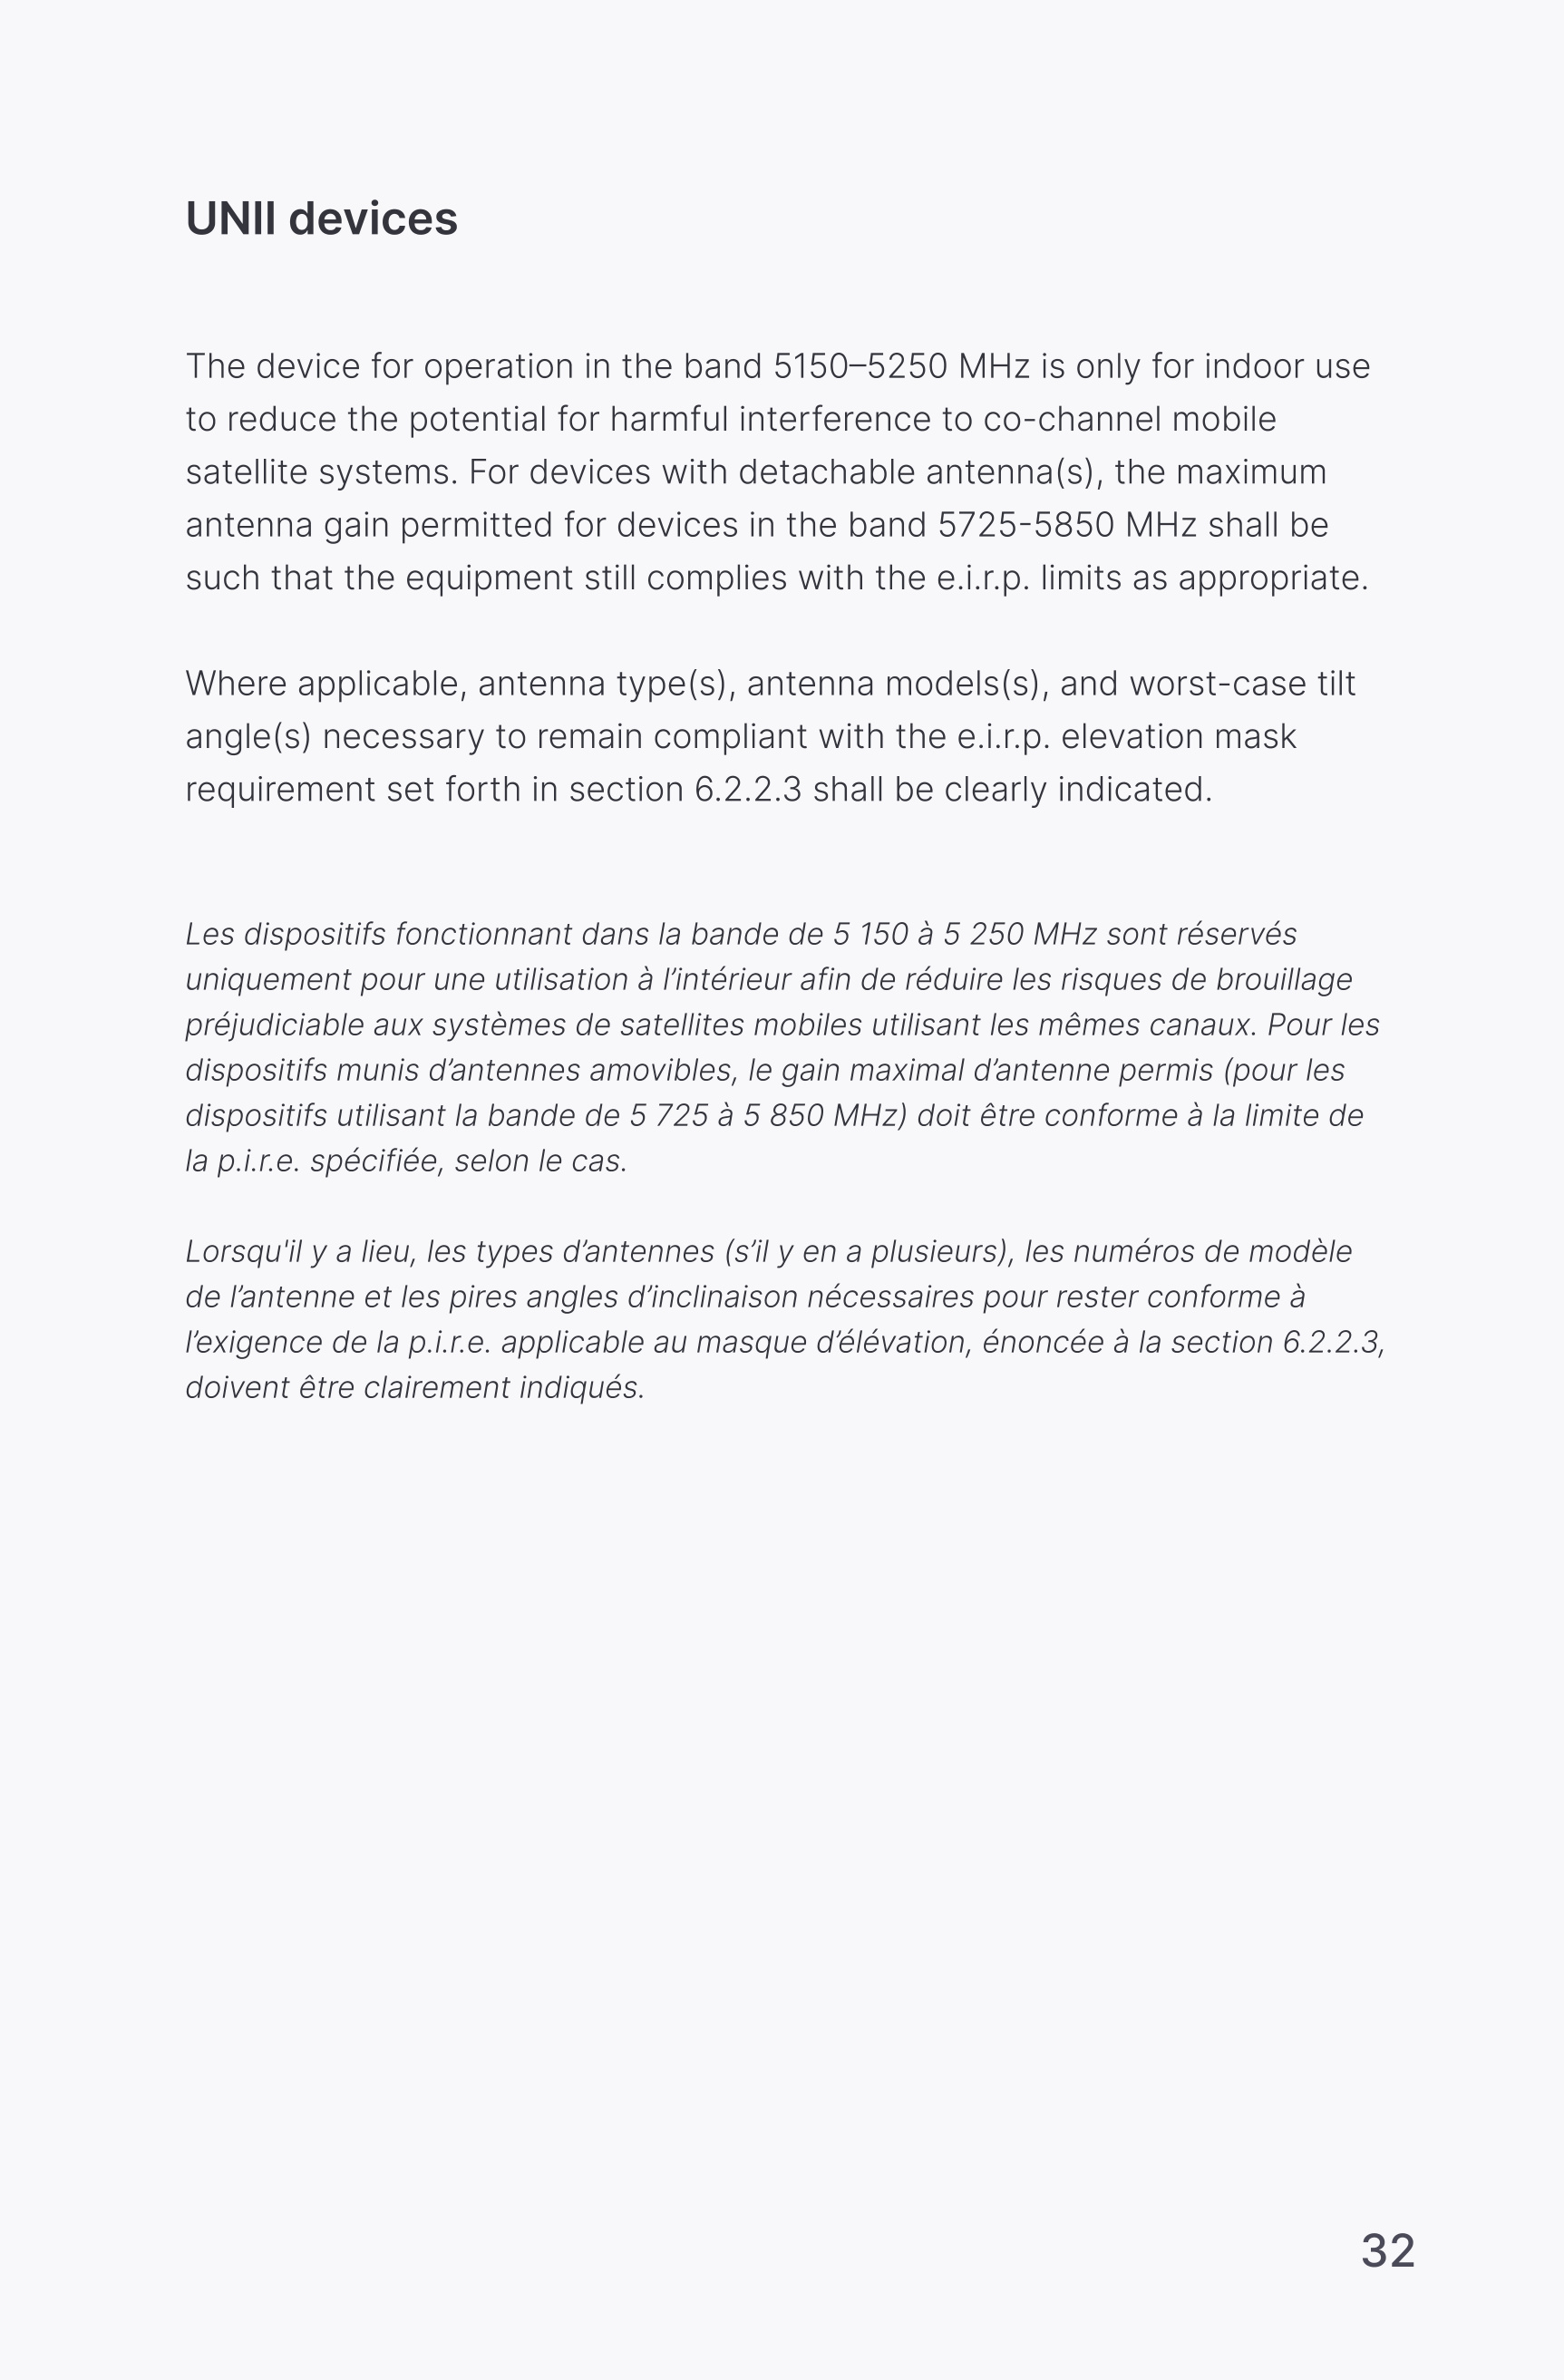 UNII devices
The device for operation in the band 5150–5250 MHz is only for indoor use
to reduce the potential for harmful interference to co-channel mobile
satellite systems. For devices with detachable antenna(s), the maximum
antenna gain permitted for devices in the band 5725-5850 MHz shall be
such that the equipment still complies with the e.i.r.p. limits as appropriate.
Where applicable, antenna type(s), antenna models(s), and worst-case tilt
angle(s) necessary to remain compliant with the e.i.r.p. elevation mask
requirement set forth in section 6.2.2.3 shall be clearly indicated.
Les dispositifs fonctionnant dans la bande de 5 150 à 5 250 MHz sont réservés
uniquement pour une utilisation à l’intérieur afin de réduire les risques de brouillage
préjudiciable aux systèmes de satellites mobiles utilisant les mêmes canaux. Pour les
dispositifs munis d’antennes amovibles, le gain maximal d’antenne permis (pour les
dispositifs utilisant la bande de 5 725 à 5 850 MHz) doit être conforme à la limite de
la p.i.r.e. spécifiée, selon le cas.
Lorsqu'il y a lieu, les types d’antennes (s’il y en a plusieurs), les numéros de modèle
de l’antenne et les pires angles d’inclinaison nécessaires pour rester conforme à
l’exigence de la p.i.r.e. applicable au masque d’élévation, énoncée à la section 6.2.2.3,
doivent être clairement indiqués.
32